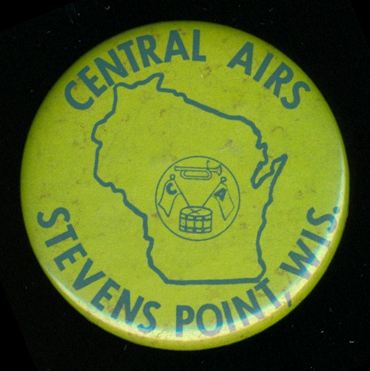 CENTRAL AIRS
C A
STEVENS POINT, WIS.